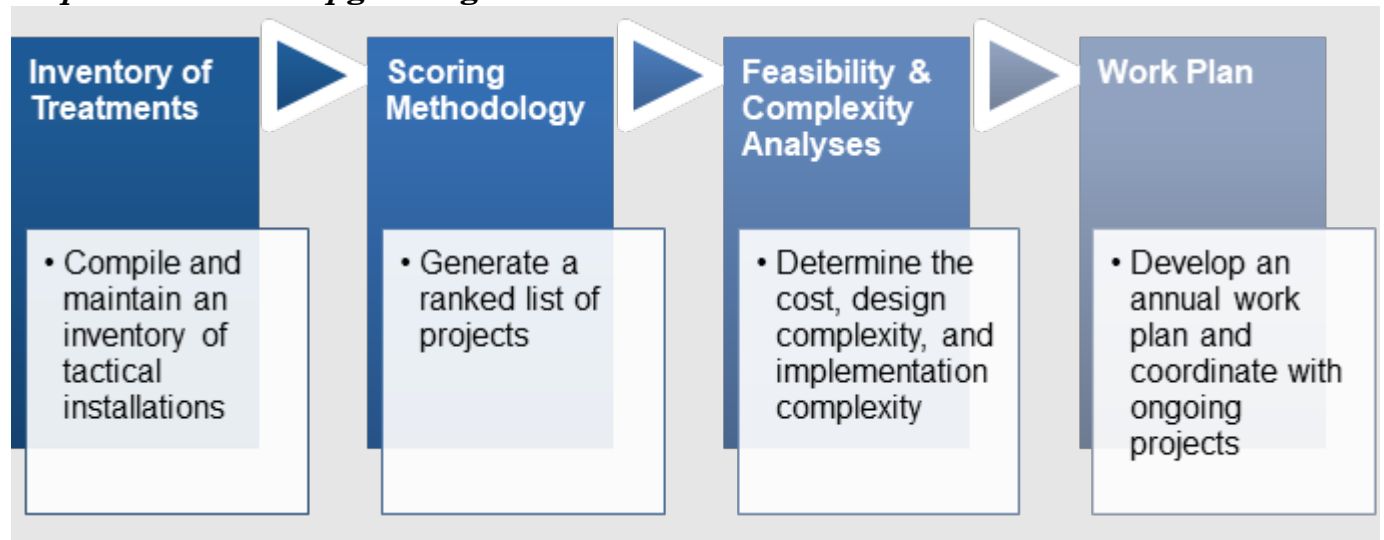 Inventory of
Treatments
• Compile and
maintain an
inventory of
tactical
installations
Scoring
Methodology
• Generate a
ranked list of
projects
Feasibility &
Complexity
Analyses
• Determine the
cost, design
complexity, and
implementation
complexity
Work Plan
• Develop an
annual work
plan and
coordinate with
ongoing
projects